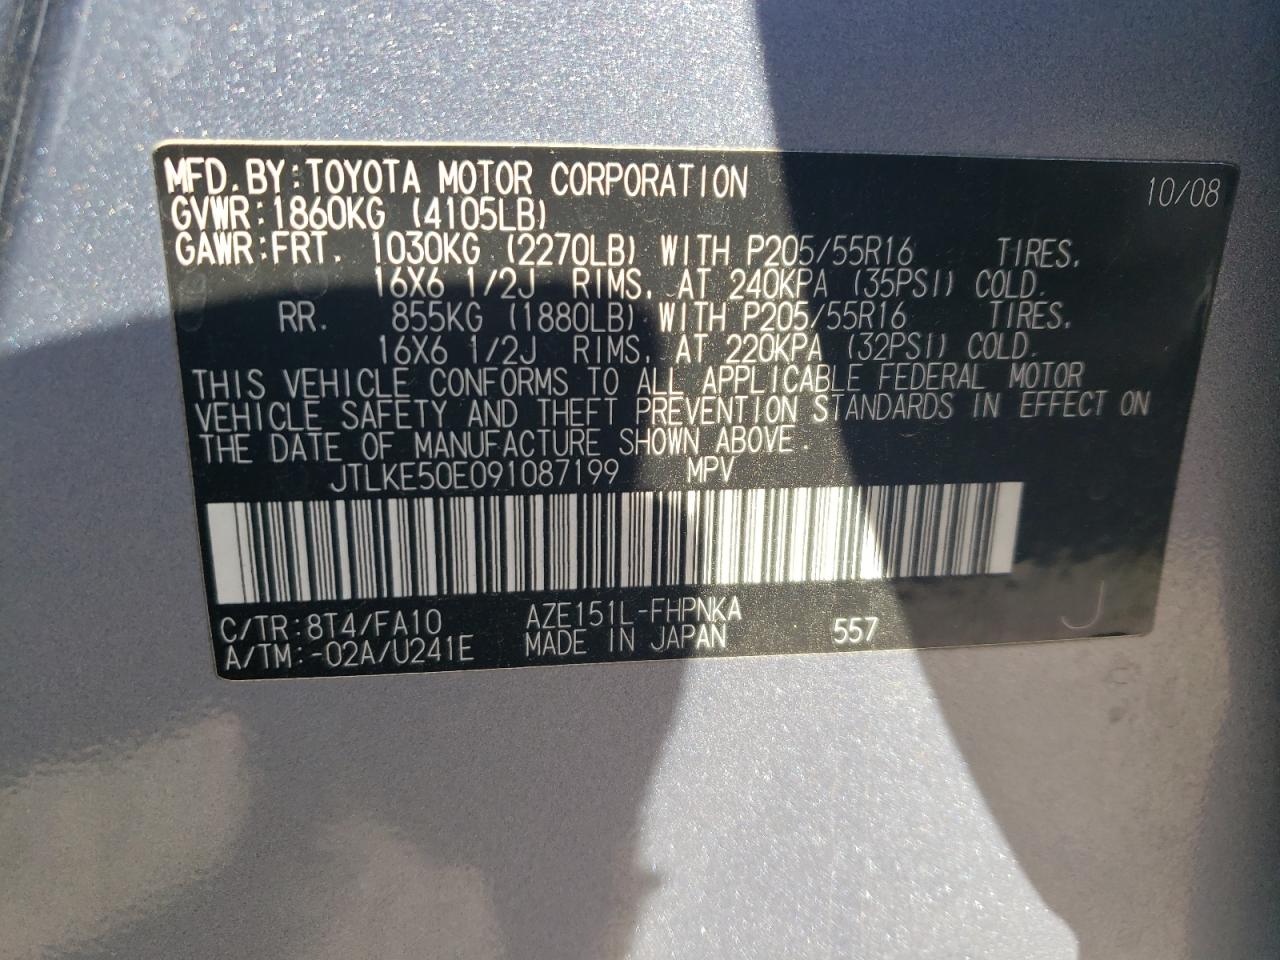 MFD. BY: TOYOTA MOTOR CORPORATION 10/08
GVWR: 1860KG (4105LB)
GAWR: FRT. 1030KG (2270LB) WITH P205/55R16 TIRES,
16X6 1/2J RIMS, AT 240KPA (35PSI) COLD.
RR. 855KG (1880LB) WITH P205/55R16 TIRES,
16X6 1/2J RIMS, AT 220KPA (32PSI) COLD.
THIS VEHICLE CONFORMS TO ALL APPLICABLE FEDERAL MOTOR
VEHICLE SAFETY AND THEFT PREVENTION STANDARDS IN EFFECT ON
THE DATE OF MANUFACTURE SHOWN ABOVE.
JTLKE50E091087199 MPV
C/TR: 8T4/FA10 AZE151L-FHPNKA
A/TM: -02A/U241E MADE IN JAPAN 557
J